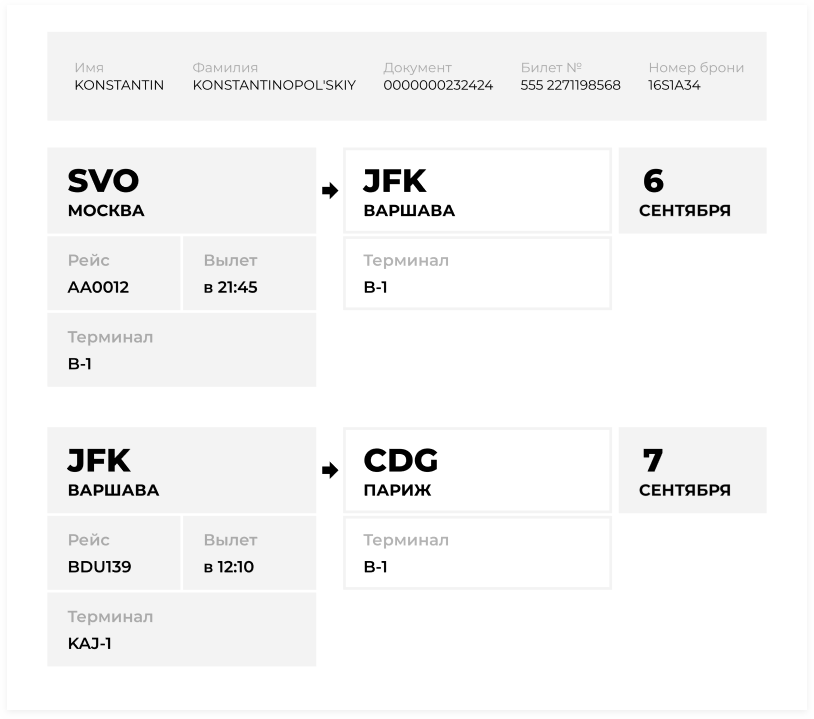 Имя Фамилия Документ Билет № Номер брони
KONSTANTIN KONSTANTINOPOL'SKIY 0000000232424 555 2271198568 16S1A34
SVO JFK 6
МОСКВА ВАРШАВА СЕНТЯБРЯ
Рейс Вылет Терминал
AA0012 в 21:45 B-1
Терминал
B-1
JFK CDG 7
ВАРШАВА ПАРИЖ СЕНТЯБРЯ
Рейс Вылет Терминал
BDU139 в 12:10 B-1
Терминал
KAJ-1